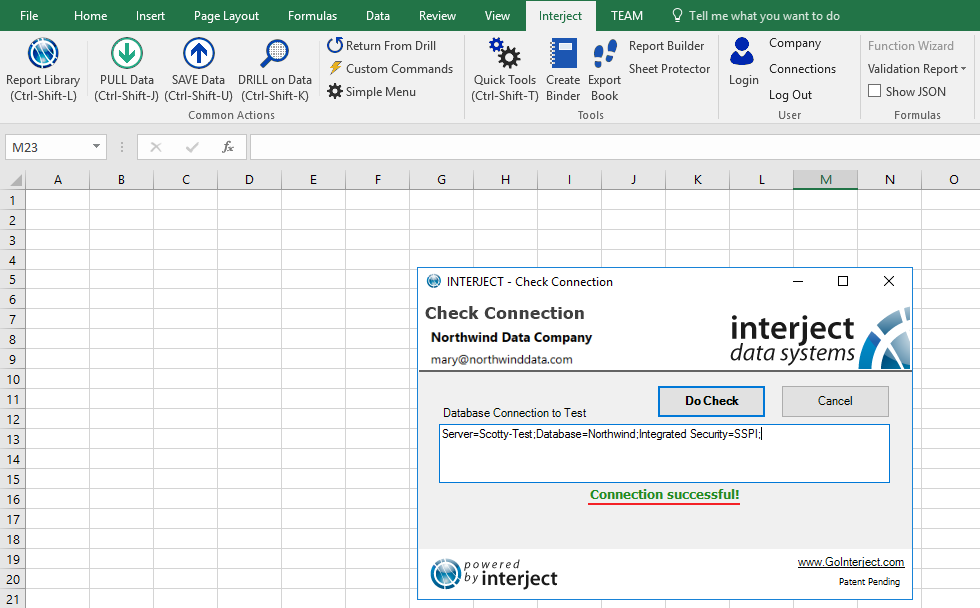 File Home Insert Page Layout Formulas Data Review View Interject TEAM Tell me what you want to do
Report Library (Ctrl-Shift-L)
PULL Data (Ctrl-Shift-J)
SAVE Data (Ctrl-Shift-U)
DRILL on Data (Ctrl-Shift-K)
Return From Drill
Custom Commands
Simple Menu
Common Actions
Quick Tools (Ctrl-Shift-T)
Create Binder
Export Book
Report Builder
Sheet Protector
Tools
Login
Company
Connections
Log Out
User
Function Wizard
Validation Report
Show JSON
Formulas
M23 fx
A B C D E F G H I J K L M N O
1
2
3
4
5
6
7
8
9
10
11
12
13
14
15
16
17
18
19
20
21
INTERJECT - Check Connection
Check Connection
Northwind Data Company
mary@northwinddata.com
interject
data systems
Do Check Cancel
Database Connection to Test
Server=Scotty-Test;Database=Northwind;Integrated Security=SSPI;
Connection successful!
powered
by interject
www.GoInterject.com
Patent Pending